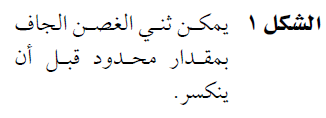 الشكل ١ يمكن ثني الغصن الجاف
بمقدار محدود قبل أن
ينكسر.